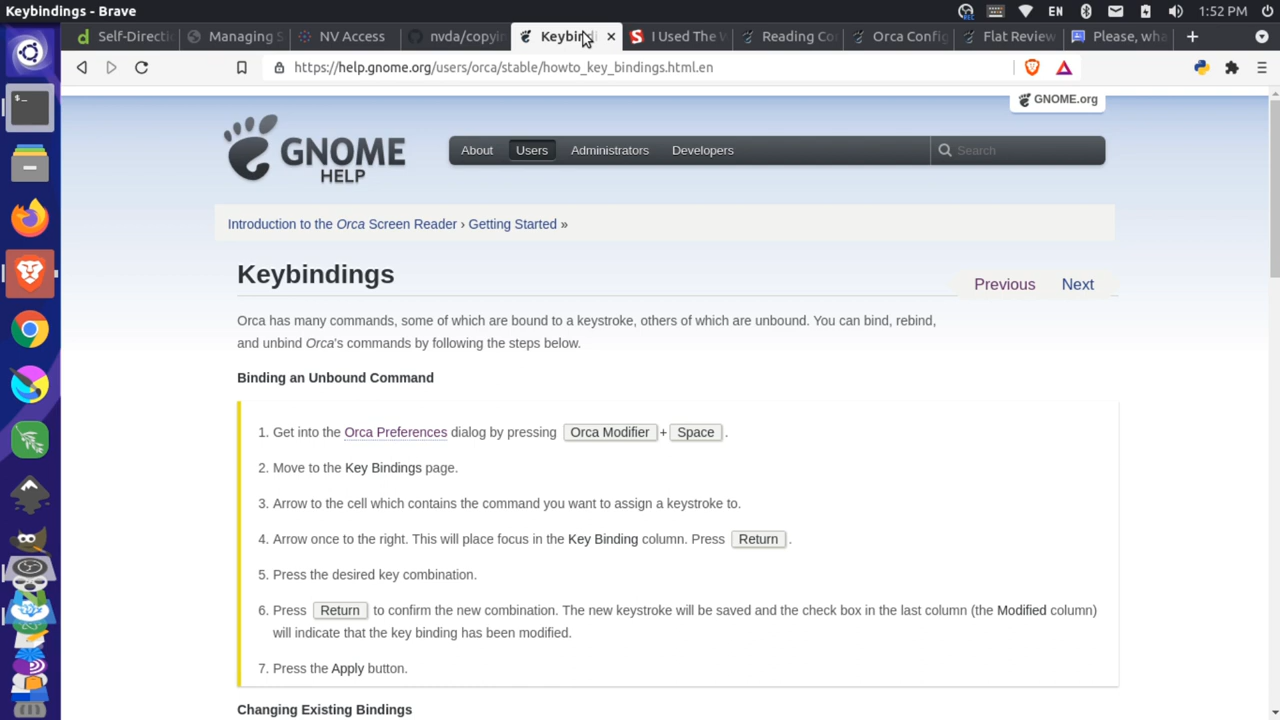 Keybindings - Brave
REC
EN
1:52 PM
Self-Directi
Managing S
NV Access
nvda/copyin
Keybindi
I Used The W
Reading Con
Orca Config
Flat Review
Please, wha
https://help.gnome.org/users/orca/stable/howto_key_bindings.html.en
GNOME.org
GNOME
HELP
About
Users
Administrators
Developers
Search
Introduction to the Orca Screen Reader › Getting Started »
Keybindings
Previous
Next
Orca has many commands, some of which are bound to a keystroke, others of which are unbound. You can bind, rebind,
and unbind Orca's commands by following the steps below.
Binding an Unbound Command
1. Get into the Orca Preferences dialog by pressing Orca Modifier + Space .
2. Move to the Key Bindings page.
3. Arrow to the cell which contains the command you want to assign a keystroke to.
4. Arrow once to the right. This will place focus in the Key Binding column. Press Return .
5. Press the desired key combination.
6. Press Return to confirm the new combination. The new keystroke will be saved and the check box in the last column (the Modified column)
will indicate that the key binding has been modified.
7. Press the Apply button.
Changing Existing Bindings